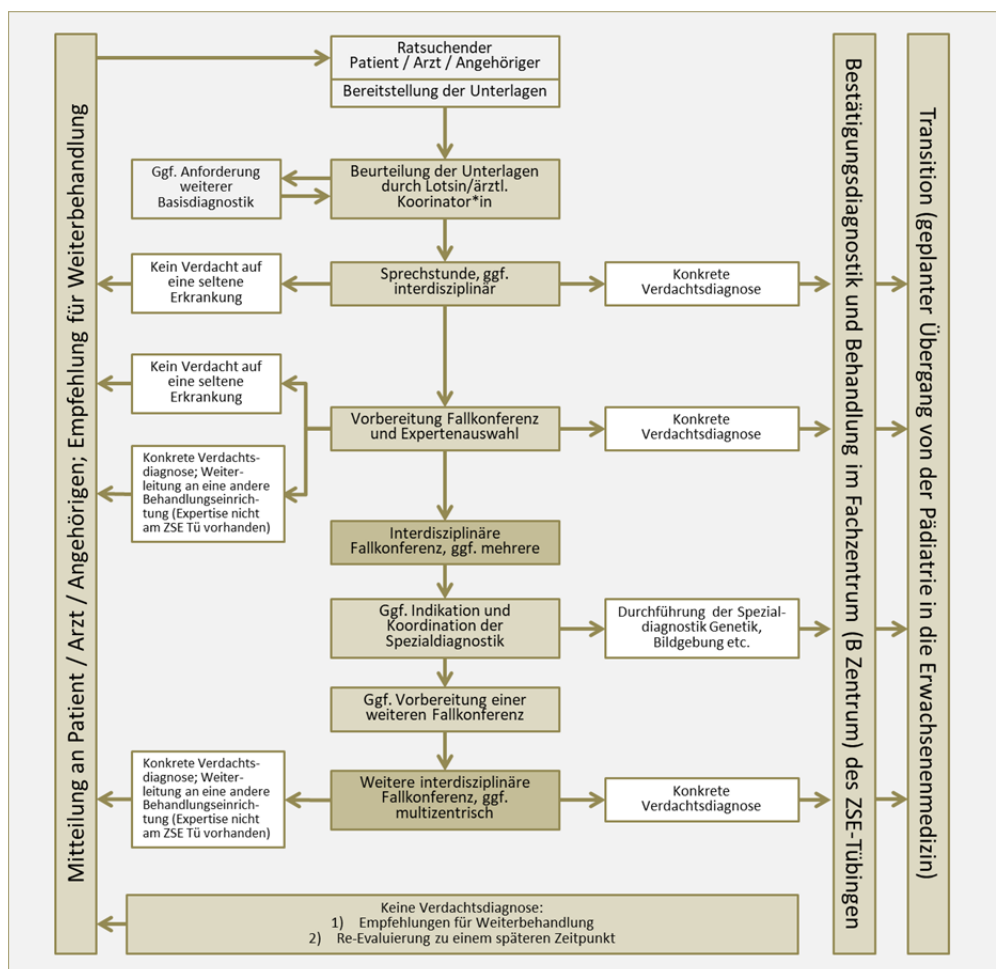 Mitteilung an Patient / Arzt / Angehörigen; Empfehlung für Weiterbehandlung
Ratsuchender
Patient / Arzt / Angehöriger
Bereitstellung der Unterlagen
Ggf. Anforderung
weiterer
Basisdiagnostik
Beurteilung der Unterlagen
durch Lotsin/ärztl.
Koorinator*in
Kein Verdacht auf
eine seltene
Erkrankung
Sprechstunde, ggf.
interdisziplinär
Konkrete
Verdachtsdiagnose
Kein Verdacht auf
eine seltene
Erkrankung
Vorbereitung Fallkonferenz
und Expertenauswahl
Konkrete
Verdachtsdiagnose
Konkrete Verdachts-
diagnose; Weiter-
leitung an eine andere
Behandlungseinrich-
tung (Expertise nicht
am ZSE Tü vorhanden)
Interdisziplinäre
Fallkonferenz, ggf. mehrere
Ggf. Indikation und
Koordination der
Spezialdiagnostik
Durchführung der Spezial-
diagnostik Genetik,
Bildgebung etc.
Ggf. Vorbereitung einer
weiteren Fallkonferenz
Konkrete Verdachts-
diagnose; Weiter-
leitung an eine andere
Behandlungseinrich-
tung (Expertise nicht
am ZSE Tü vorhanden)
Weitere interdisziplinäre
Fallkonferenz, ggf.
multizentrisch
Konkrete
Verdachtsdiagnose
Keine Verdachtsdiagnose:
1) Empfehlungen für Weiterbehandlung
2) Re-Evaluierung zu einem späteren Zeitpunkt
Bestätigungsdiagnostik und Behandlung im Fachzentrum (B Zentrum) des ZSE-Tübingen
Transition (geplanter Übergang von der Pädiatrie in die Erwachsenenmedizin)